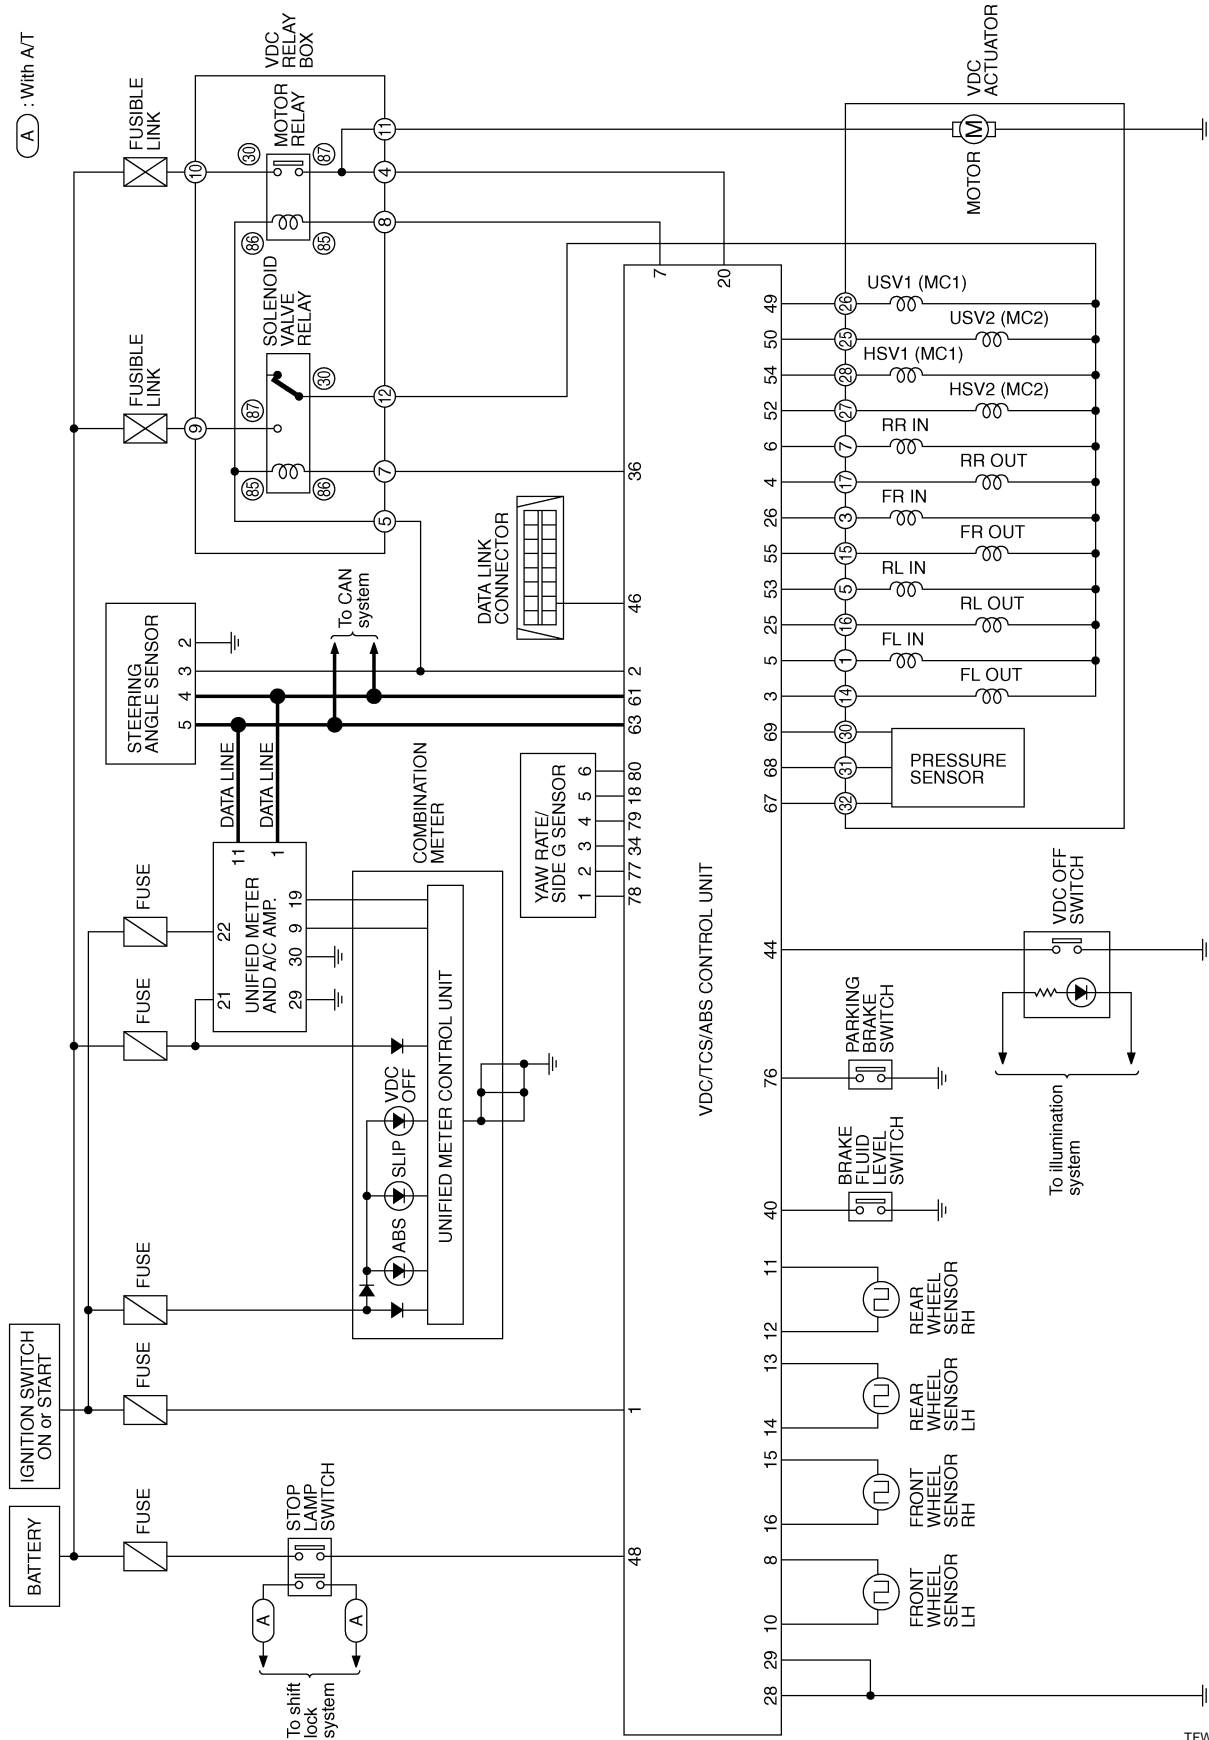 A : With A/T
BATTERY
IGNITION SWITCH
ON or START
FUSE
FUSE
FUSE
FUSE
FUSE
FUSIBLE
LINK
FUSIBLE
LINK
STOP
LAMP
SWITCH
A
A
To shift
lock
system
COMBINATION
METER
ABS
SLIP
VDC
OFF
UNIFIED METER CONTROL UNIT
UNIFIED METER
AND A/C AMP.
21
22
29
30
9
19
11
1
DATA LINE
DATA LINE
STEERING
ANGLE SENSOR
5
4
3
2
To CAN
system
VDC
RELAY
BOX
9
10
SOLENOID
VALVE
RELAY
85
86
87
30
MOTOR
RELAY
86
85
30
87
5
7
12
8
4
11
YAW RATE/
SIDE G SENSOR
1
2
3
4
5
6
DATA LINK
CONNECTOR
VDC/TCS/ABS CONTROL UNIT
48
1
78
77
34
79
18
80
63
61
2
46
36
7
20
28
29
10
8
16
15
14
13
12
11
40
76
44
67
68
69
3
5
25
53
55
26
4
6
52
54
50
49
FRONT
WHEEL
SENSOR
LH
FRONT
WHEEL
SENSOR
RH
REAR
WHEEL
SENSOR
LH
REAR
WHEEL
SENSOR
RH
BRAKE
FLUID
LEVEL
SWITCH
PARKING
BRAKE
SWITCH
VDC OFF
SWITCH
To illumination
system
VDC
ACTUATOR
32
31
30
PRESSURE
SENSOR
14
FL OUT
1
FL IN
16
RL OUT
5
RL IN
15
FR OUT
3
FR IN
17
RR OUT
7
RR IN
27
HSV2 (MC2)
28
HSV1 (MC1)
25
USV2 (MC2)
26
USV1 (MC1)
MOTOR
M